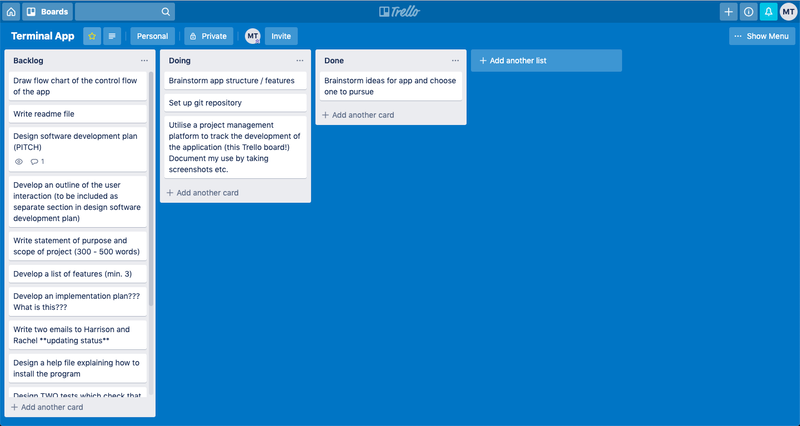 Boards
Trello
MT
Terminal App
Personal
Private
MT
Invite
... Show Menu
Backlog
Draw flow chart of the control flow
of the app
Write readme file
Design software development plan
(PITCH)
1
Develop an outline of the user
interaction (to be included as
separate section in design software
development plan)
Write statement of purpose and
scope of project (300 - 500 words)
Develop a list of features (min. 3)
Develop an implementation plan???
What is this???
Write two emails to Harrison and
Rachel **updating status**
Design a help file explaining how to
install the program
Design TWO tests which check that
+ Add another card
Doing
Brainstorm app structure / features
Set up git repository
Utilise a project management
platform to track the development of
the application (this Trello board!)
Document my use by taking
screenshots etc.
+ Add another card
Done
Brainstorm ideas for app and choose
one to pursue
+ Add another card
+ Add another list